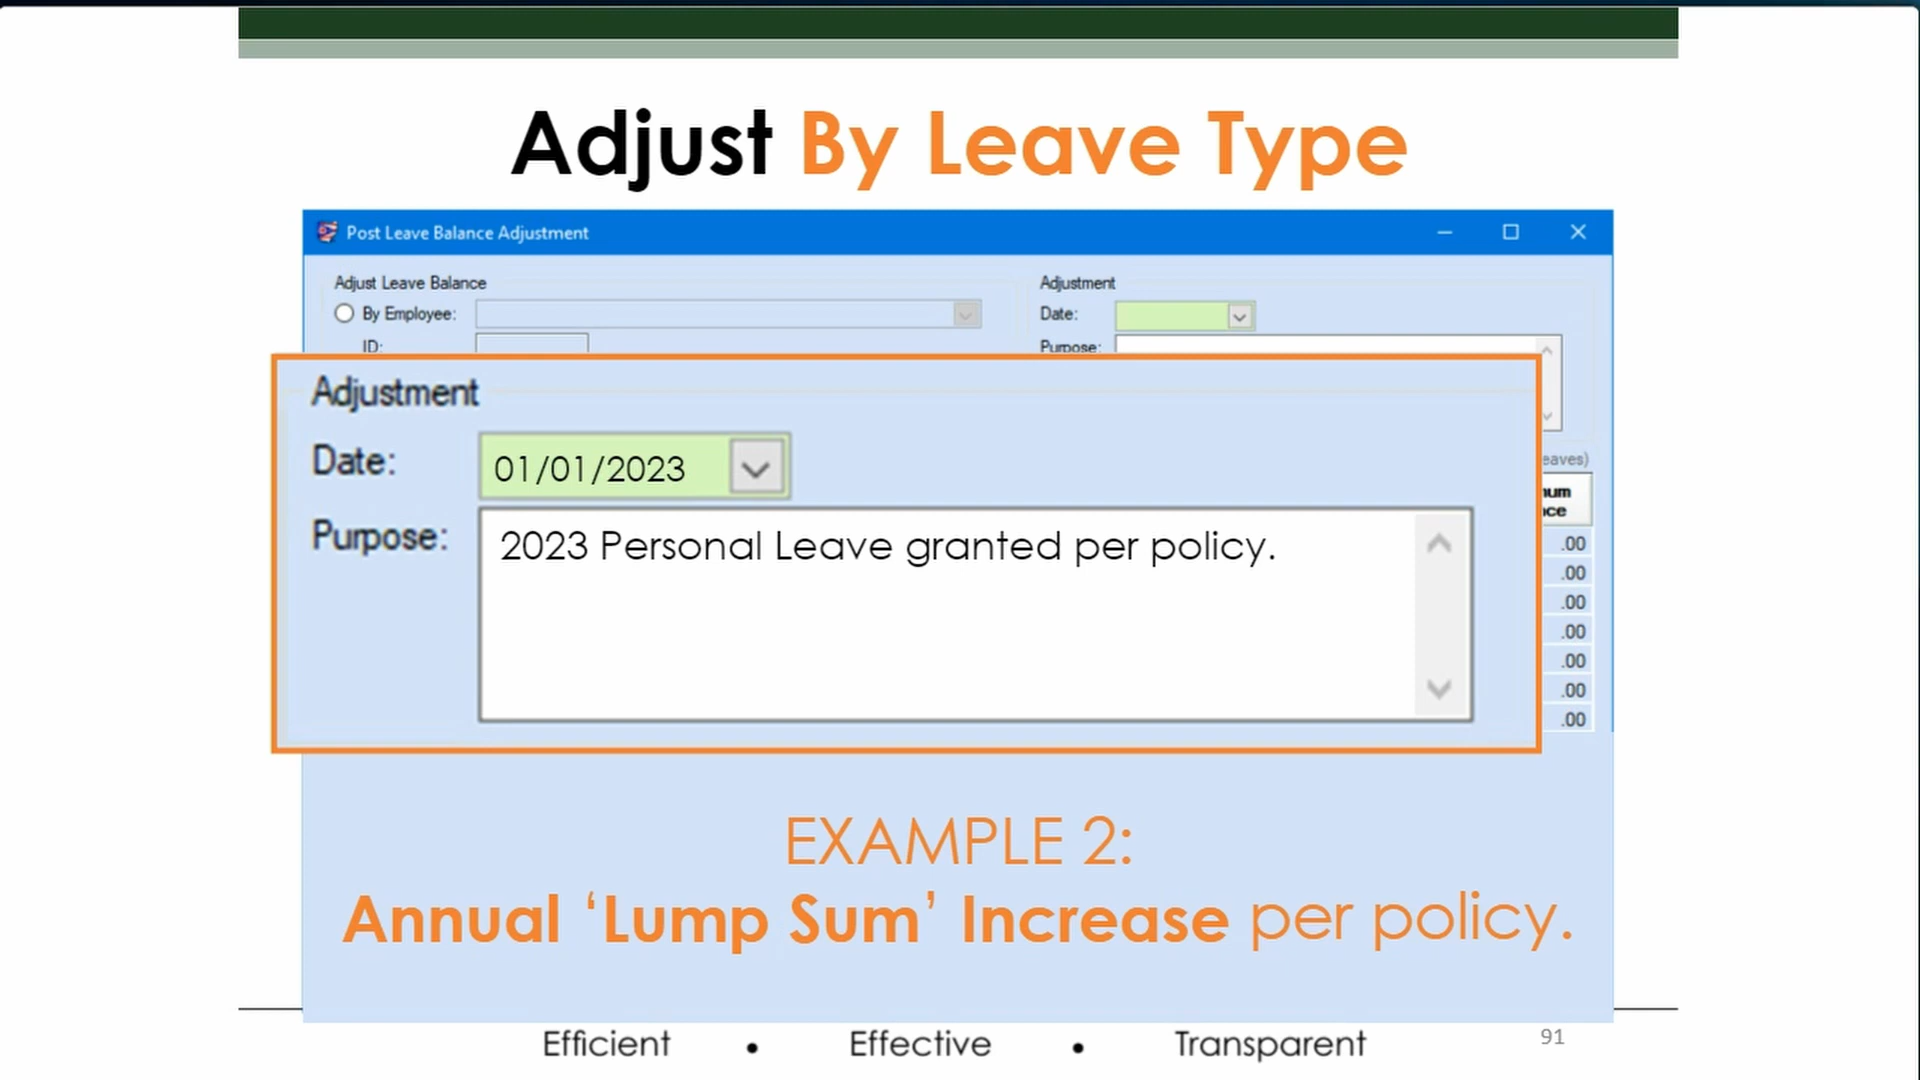 Adjust By Leave Type
Post Leave Balance Adjustment
Adjust Leave Balance
Adjustment
By Employee:
Date:
ID:
Purpose:
Adjustment
Date:
01/01/2023
Purpose:
2023 Personal Leave granted per policy.
eaves)
.00
.00
.00
.00
.00
.00
.00
EXAMPLE 2:
Annual ‘Lump Sum’ Increase per policy.
Efficient • Effective • Transparent
91